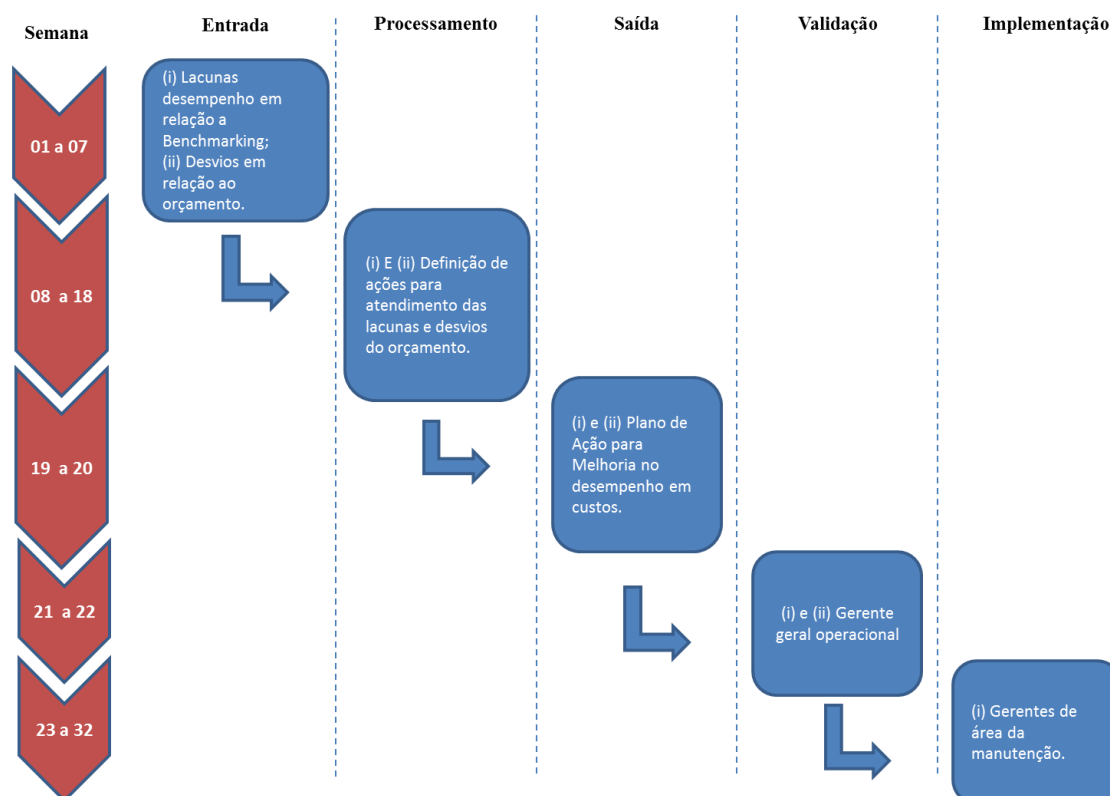 Semana
Entrada
Processamento
Saída
Validação
Implementação
01 a 07
(i) Lacunas
desempenho em
relação a
Benchmarking;
(ii) Desvios em
relação ao
orçamento.
08 a 18
(i) E (ii) Definição de
ações para
atendimento das
lacunas e desvios
do orçamento.
19 a 20
(i) e (ii) Plano de
Ação para
Melhoria no
desempenho em
custos.
21 a 22
(i) e (ii) Gerente
geral operacional
23 a 32
(i) Gerentes de
área da
manutenção.